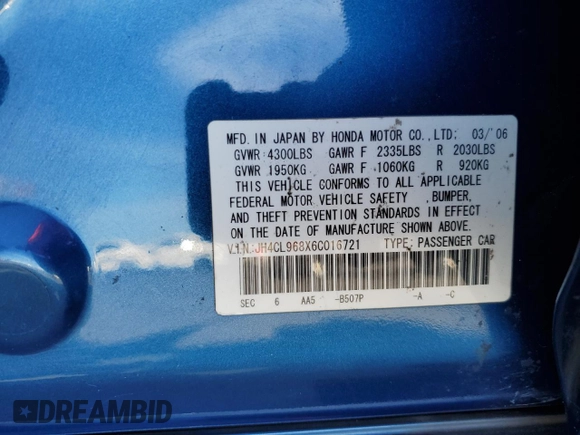 MFD. IN JAPAN BY HONDA MOTOR CO., LTD: 03/'06
GVWR 4300LBS GAWR F 2335LBS R 2030LBS
GVWR 1950KG GAWR F 1060KG R 920KG
THIS VEHICLE CONFORMS TO ALL APPLICABLE
FEDERAL MOTOR VEHICLE SAFETY ,BUMPER,
AND THEFT PREVENTION STANDARDS IN EFFECT
ON THE DATE OF MANUFACTURE SHOWN ABOVE.
V.I.N:JH4CL968X6C016721 TYPE: PASSENGER CAR
SEC 6 AA5 -B507P -A -C
DREAMBID